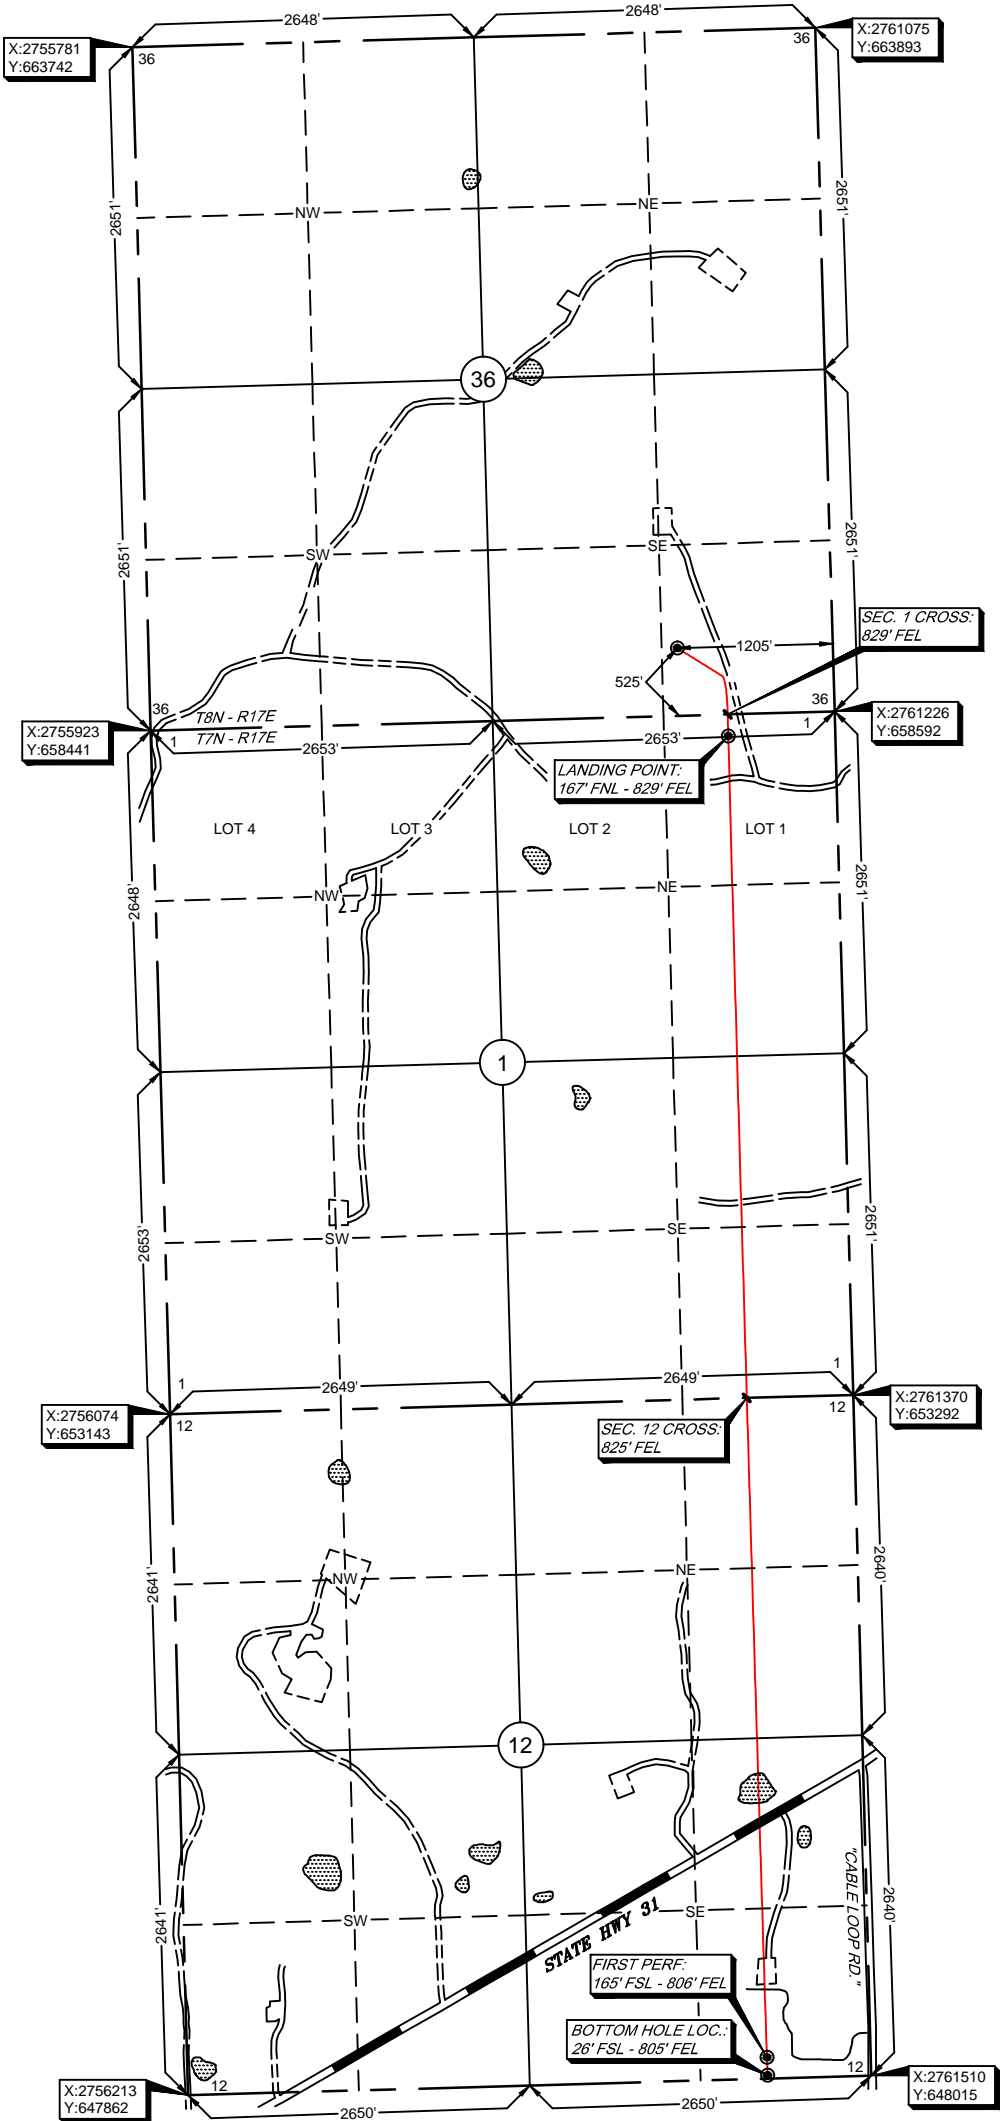 2648'
2648'
X:2755781
Y:663742
X:2761075
Y:663893
36
36
2651'
2651'
NW
NE
36
2651'
2651'
SW
SE
SEC. 1 CROSS:
829' FEL
1205'
525'
36
T8N - R17E
36
X:2755923
Y:658441
X:2761226
Y:658592
1
T7N - R17E
2653'
2653'
1
LANDING POINT:
167' FNL - 829' FEL
LOT 4
LOT 3
LOT 2
LOT 1
2648'
2651'
NW
NE
1
2653'
2651'
SW
SE
1
2649'
2649'
1
X:2756074
Y:653143
X:2761370
Y:653292
12
12
SEC. 12 CROSS:
825' FEL
2641'
2640'
NW
NE
12
"CABLE LOOP RD."
2641'
2640'
SW
SE
STATE HWY 31
FIRST PERF:
165' FSL - 806' FEL
BOTTOM HOLE LOC.:
26' FSL - 805' FEL
12
12
X:2756213
Y:647862
X:2761510
Y:648015
2650'
2650'